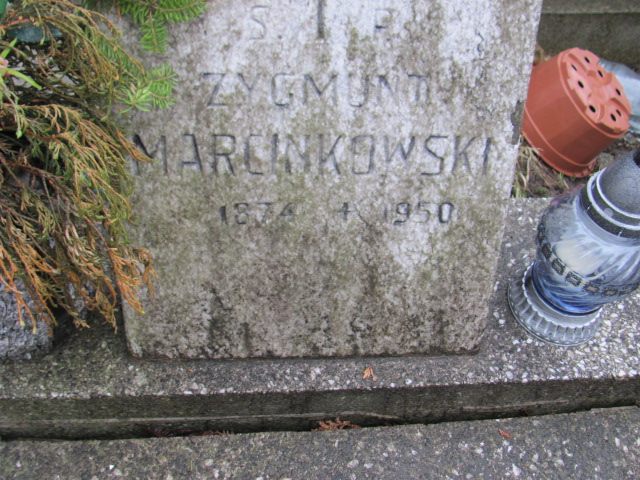 S. † P.
ZYGMUNT
MARCINKOWSKI
1874 † 1950